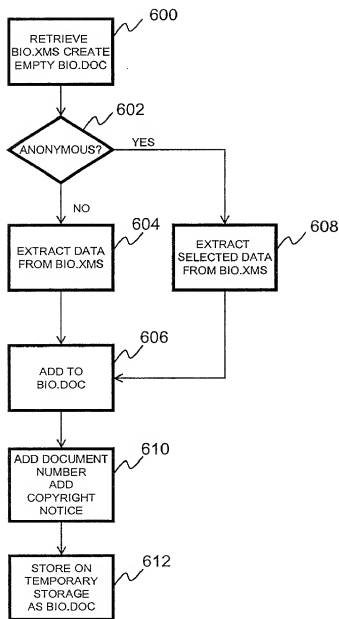 600
RETRIEVE
BIO.XMS CREATE
EMPTY BIO.DOC
602
ANONYMOUS?
YES
NO
604
EXTRACT DATA
FROM BIO.XMS
608
EXTRACT
SELECTED DATA
FROM BIO.XMS
606
ADD TO
BIO.DOC
610
ADD DOCUMENT
NUMBER
ADD
COPYRIGHT
NOTICE
612
STORE ON
TEMPORARY
STORAGE
AS BIO.DOC